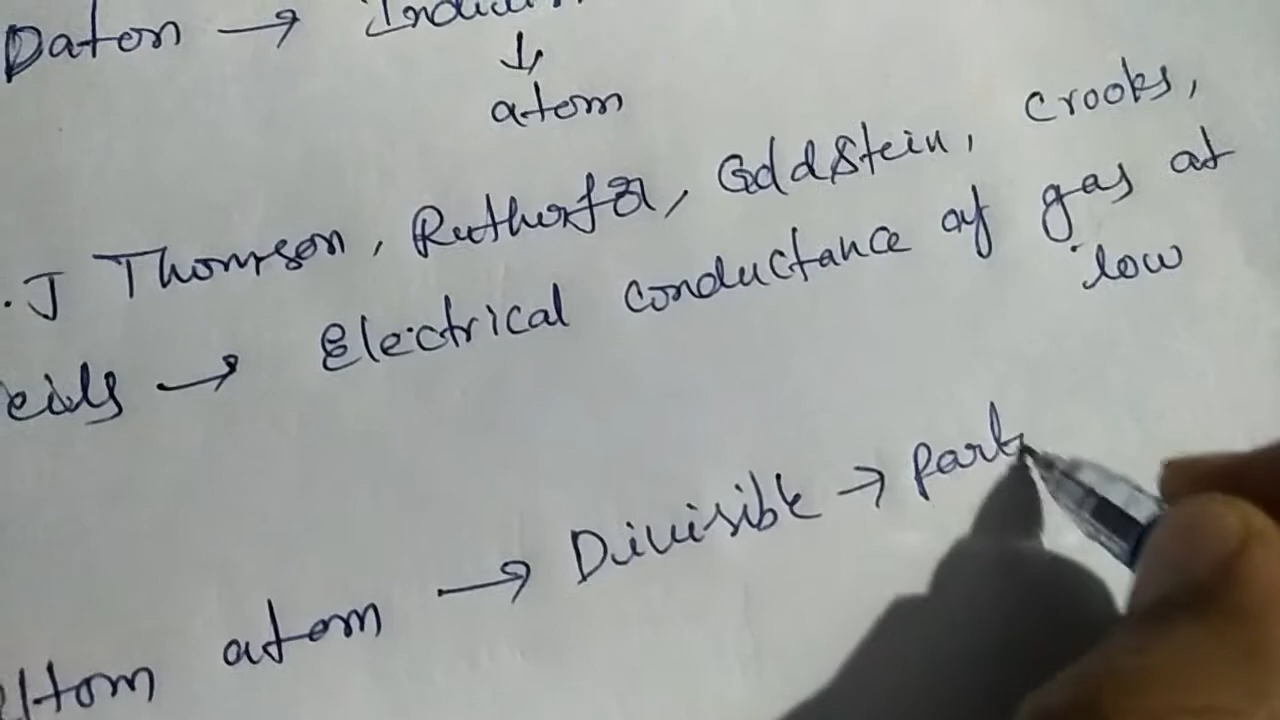 Daton →
↓
atom
.J Thomson, Rutherford, Goldstein, Crooks,
→ Electrical conductance of gas at
low
atom → Divisible → Part